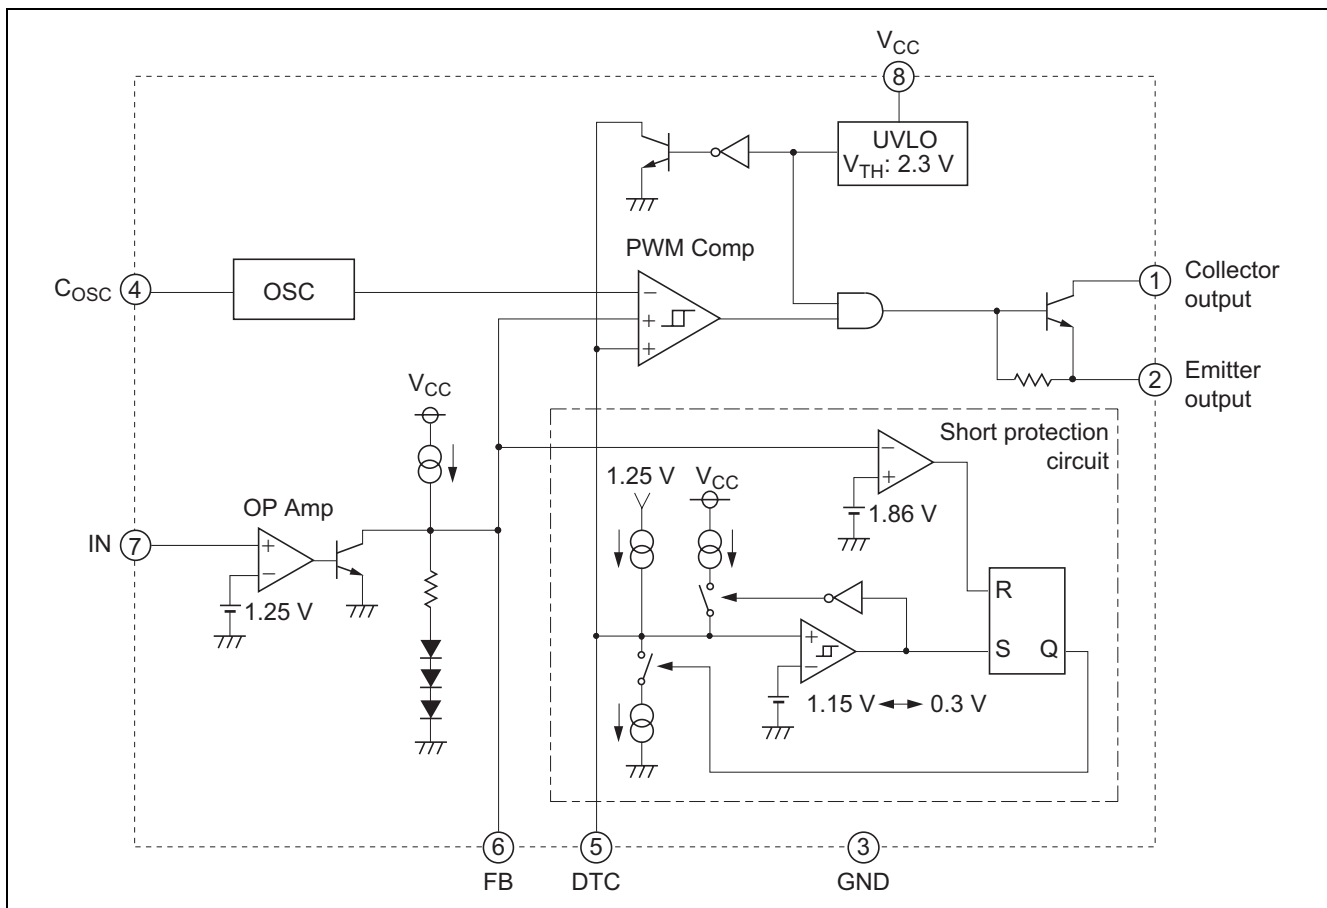 VCC
8
UVLO
VTH: 2.3 V
PWM Comp
COSC
4
OSC
−
+
+
1
Collector
output
2
Emitter
output
VCC
Short protection
circuit
−
+
1.86 V
1.25 V
VCC
OP Amp
IN
7
+
−
1.25 V
R
S
Q
+
−
1.15 V
0.3 V
6
FB
5
DTC
3
GND